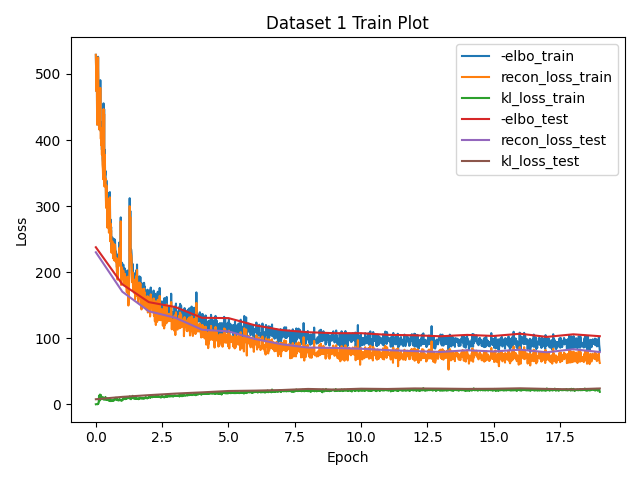 Dataset 1 Train Plot
Loss
500
400
300
200
100
0
-elbo_train
recon_loss_train
kl_loss_train
-elbo_test
recon_loss_test
kl_loss_test
0.0 2.5 5.0 7.5 10.0 12.5 15.0 17.5
Epoch